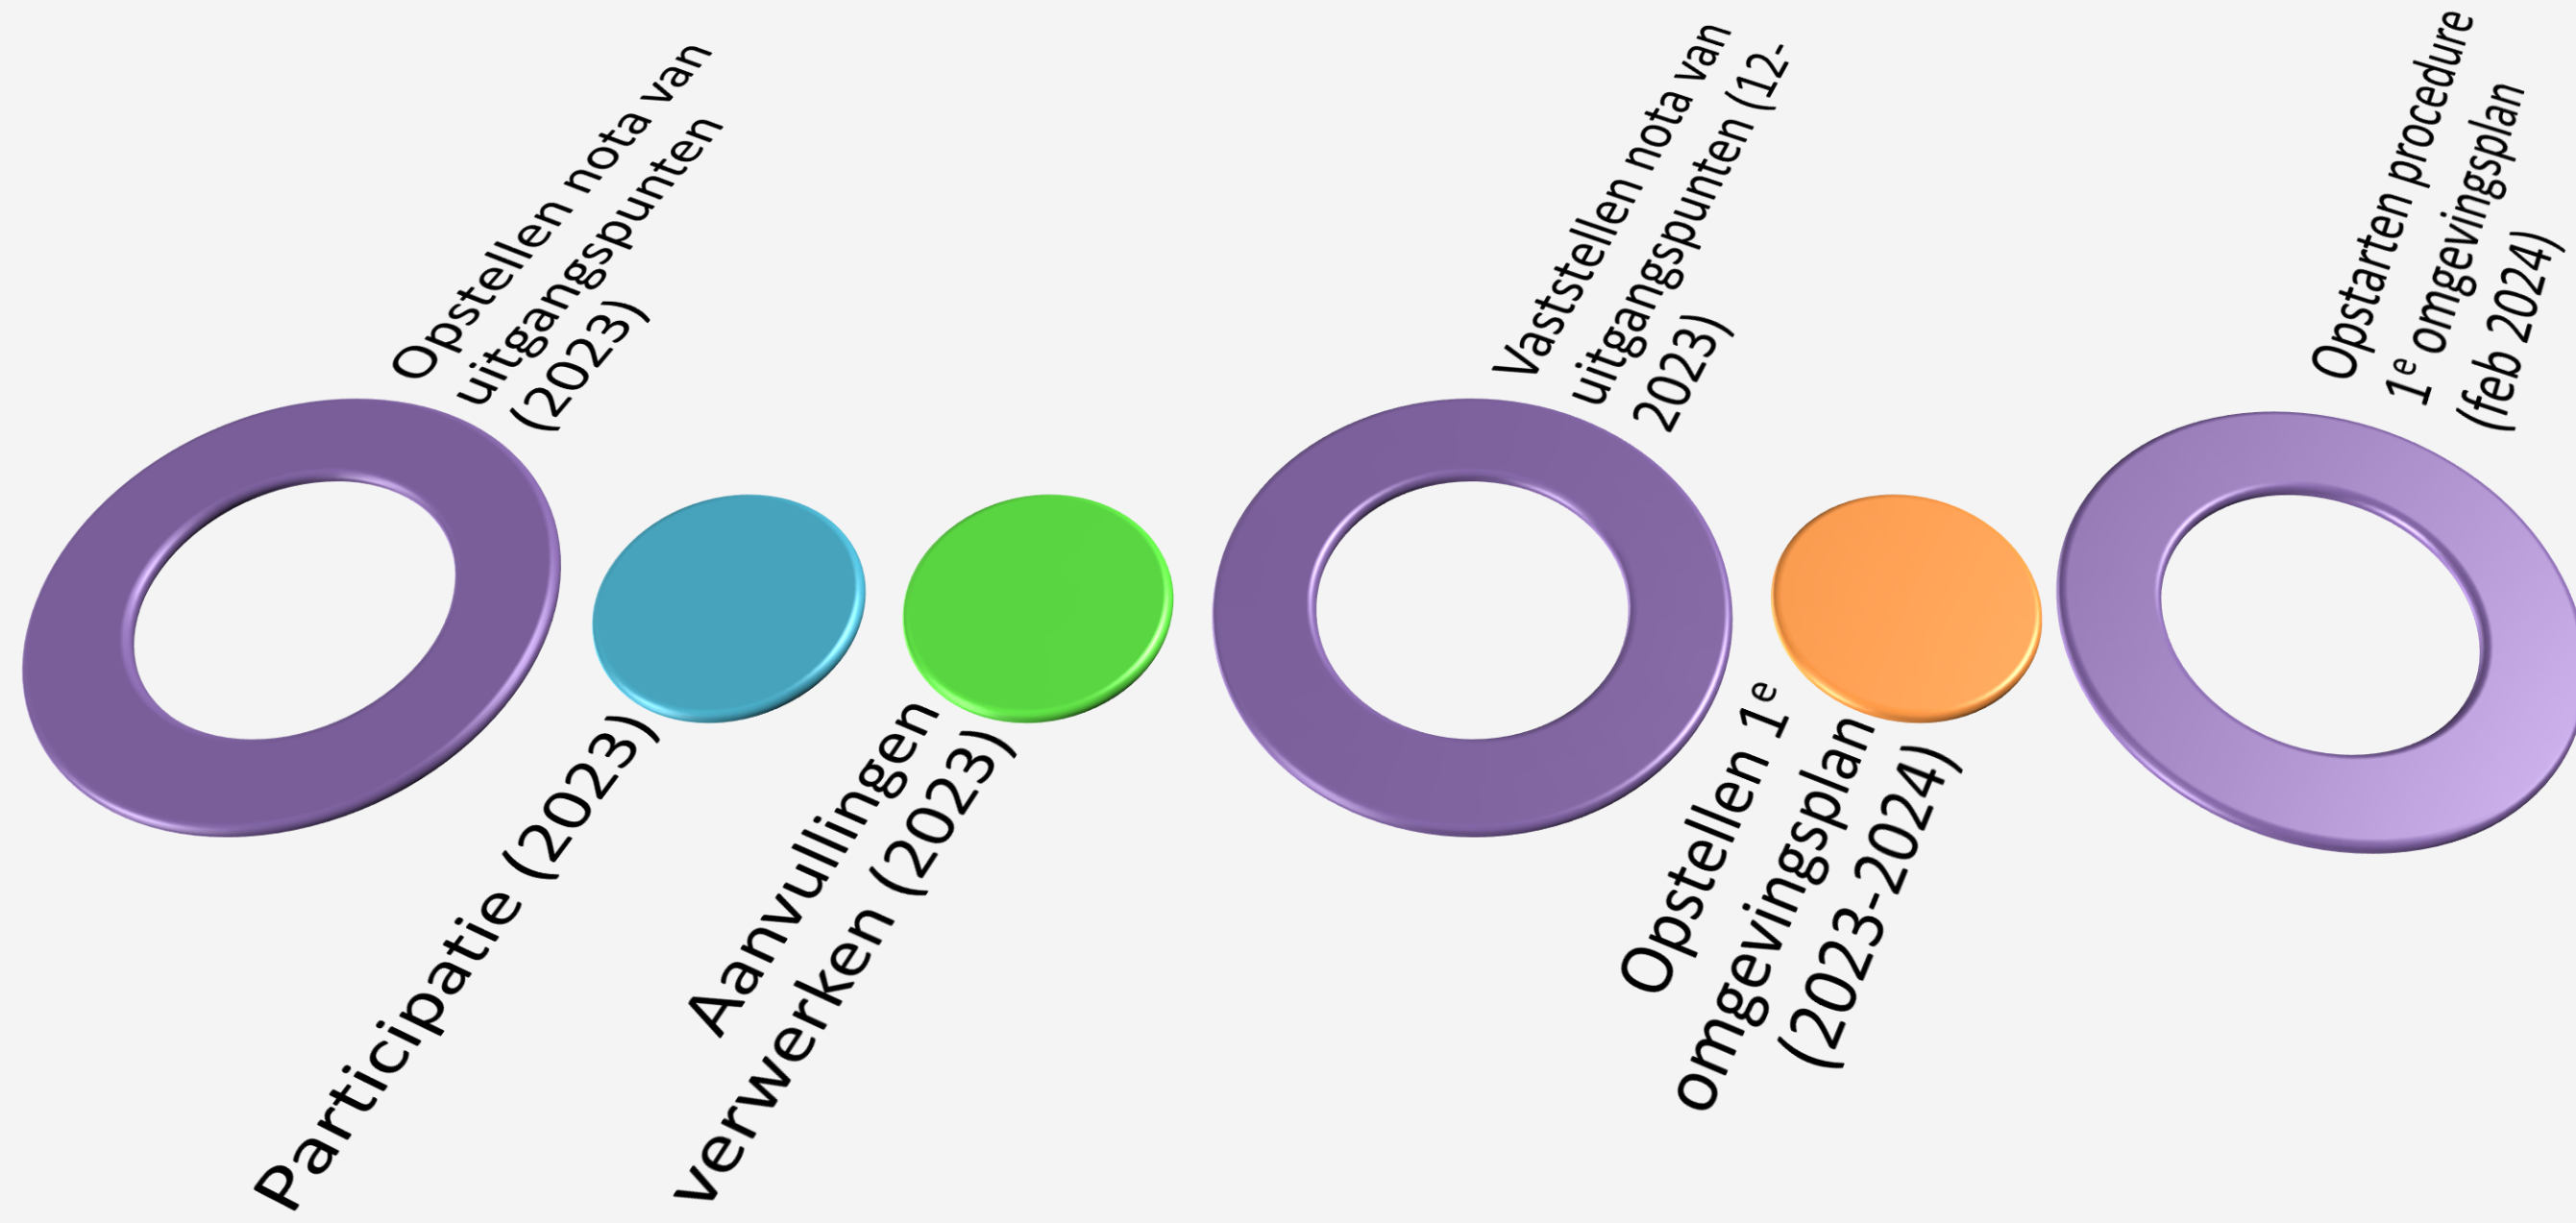 Opstellen nota van
uitgangspunten
(2023)
Participatie (2023)
Aanvullingen
verwerken (2023)
Vaststellen nota van
uitgangspunten (12-
2023)
Opstellen 1e
omgevingsplan
(2023-2024)
Opstarten procedure
1e omgevingsplan
(feb 2024)